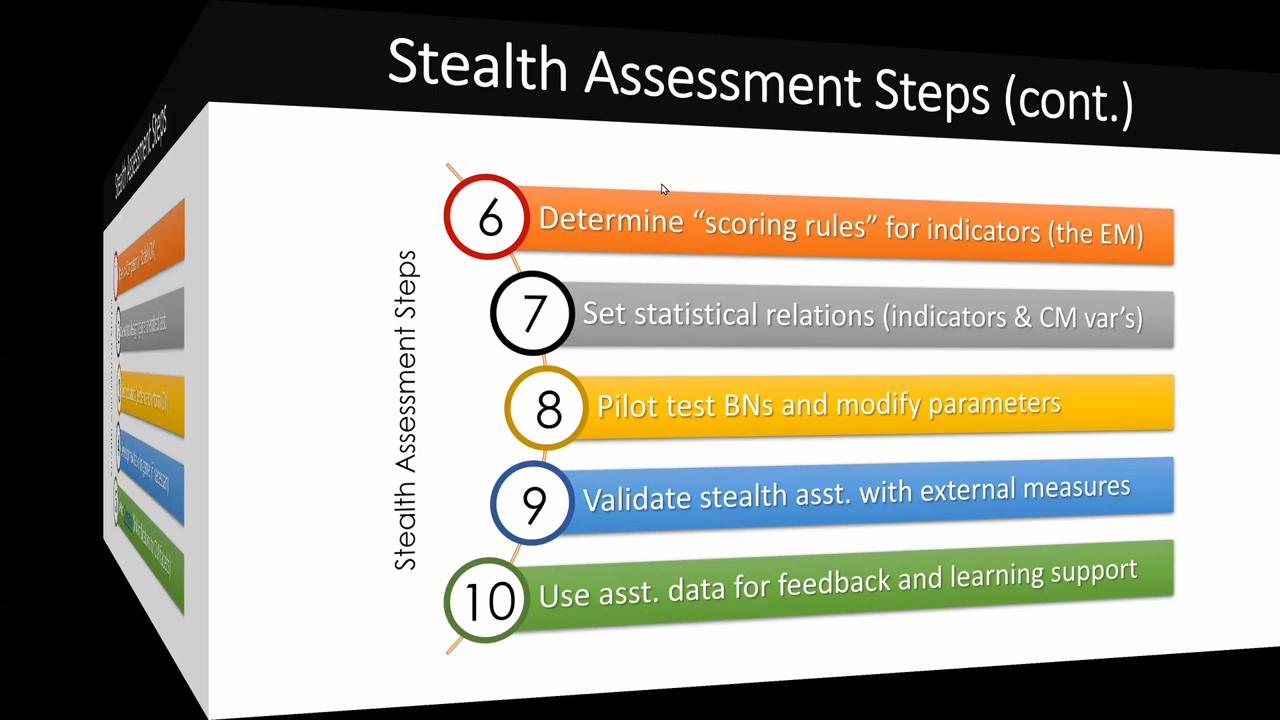 Stealth Assessment Steps (cont.)
Stealth Assessment Steps
Stealth Assessment Steps
6
Determine “scoring rules” for indicators (the EM)
7
Set statistical relations (indicators & CM var’s)
8
Pilot test BNs and modify parameters
9
Validate stealth asst. with external measures
10
Use asst. data for feedback and learning support